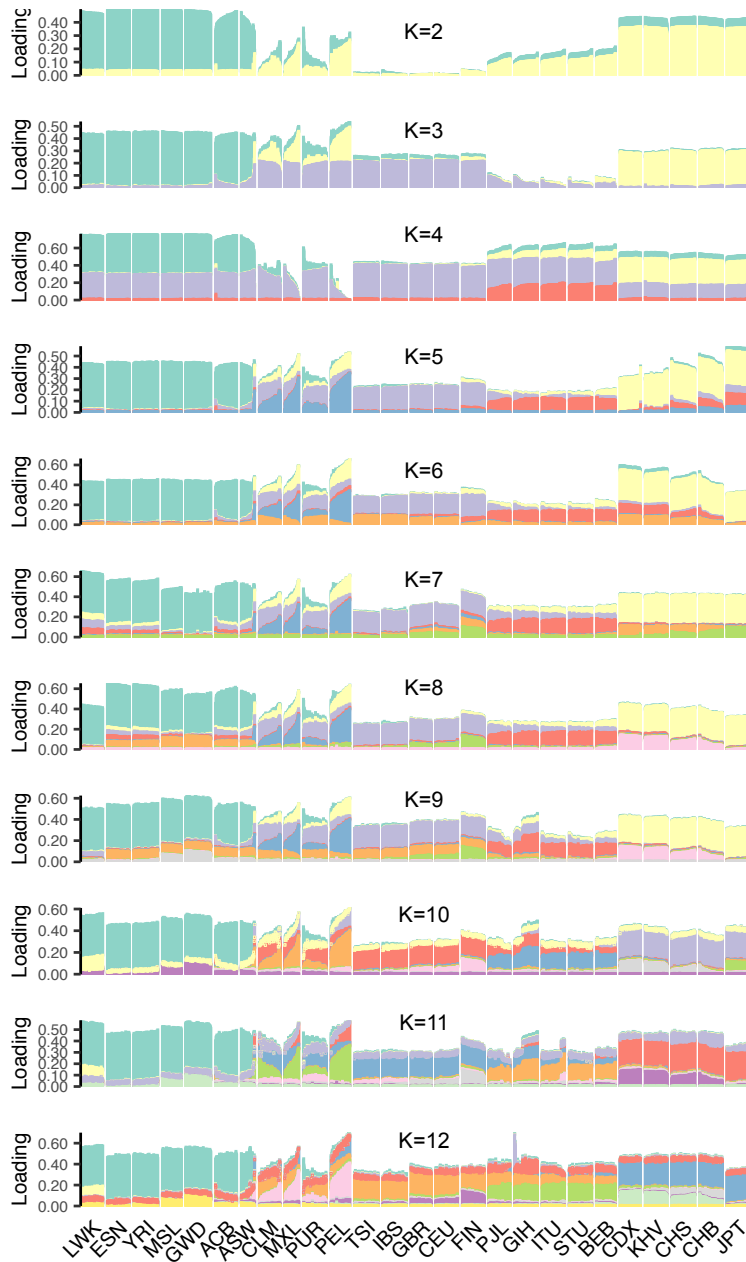 Loading
0.40
0.20
0.00
K=2
Loading
0.50
0.40
0.30
0.20
0.10
0.00
K=3
Loading
0.60
0.40
0.20
0.00
K=4
Loading
0.50
0.40
0.30
0.20
0.10
0.00
K=5
Loading
0.60
0.40
0.20
0.00
K=6
Loading
0.60
0.40
0.20
0.00
K=7
Loading
0.60
0.40
0.20
0.00
K=8
Loading
0.60
0.40
0.20
0.00
K=9
Loading
0.60
0.40
0.20
0.00
K=10
Loading
0.50
0.40
0.30
0.20
0.10
0.00
K=11
Loading
0.60
0.40
0.20
0.00
K=12
LWK
ESN
YRI
MSL
GWD
ACB
ASW
CLM
MXL
PUR
PEL
TSI
IBS
GBR
CEU
FIN
PJL
GIH
ITU
STU
BEB
CDX
KHV
CHS
CHB
JPT